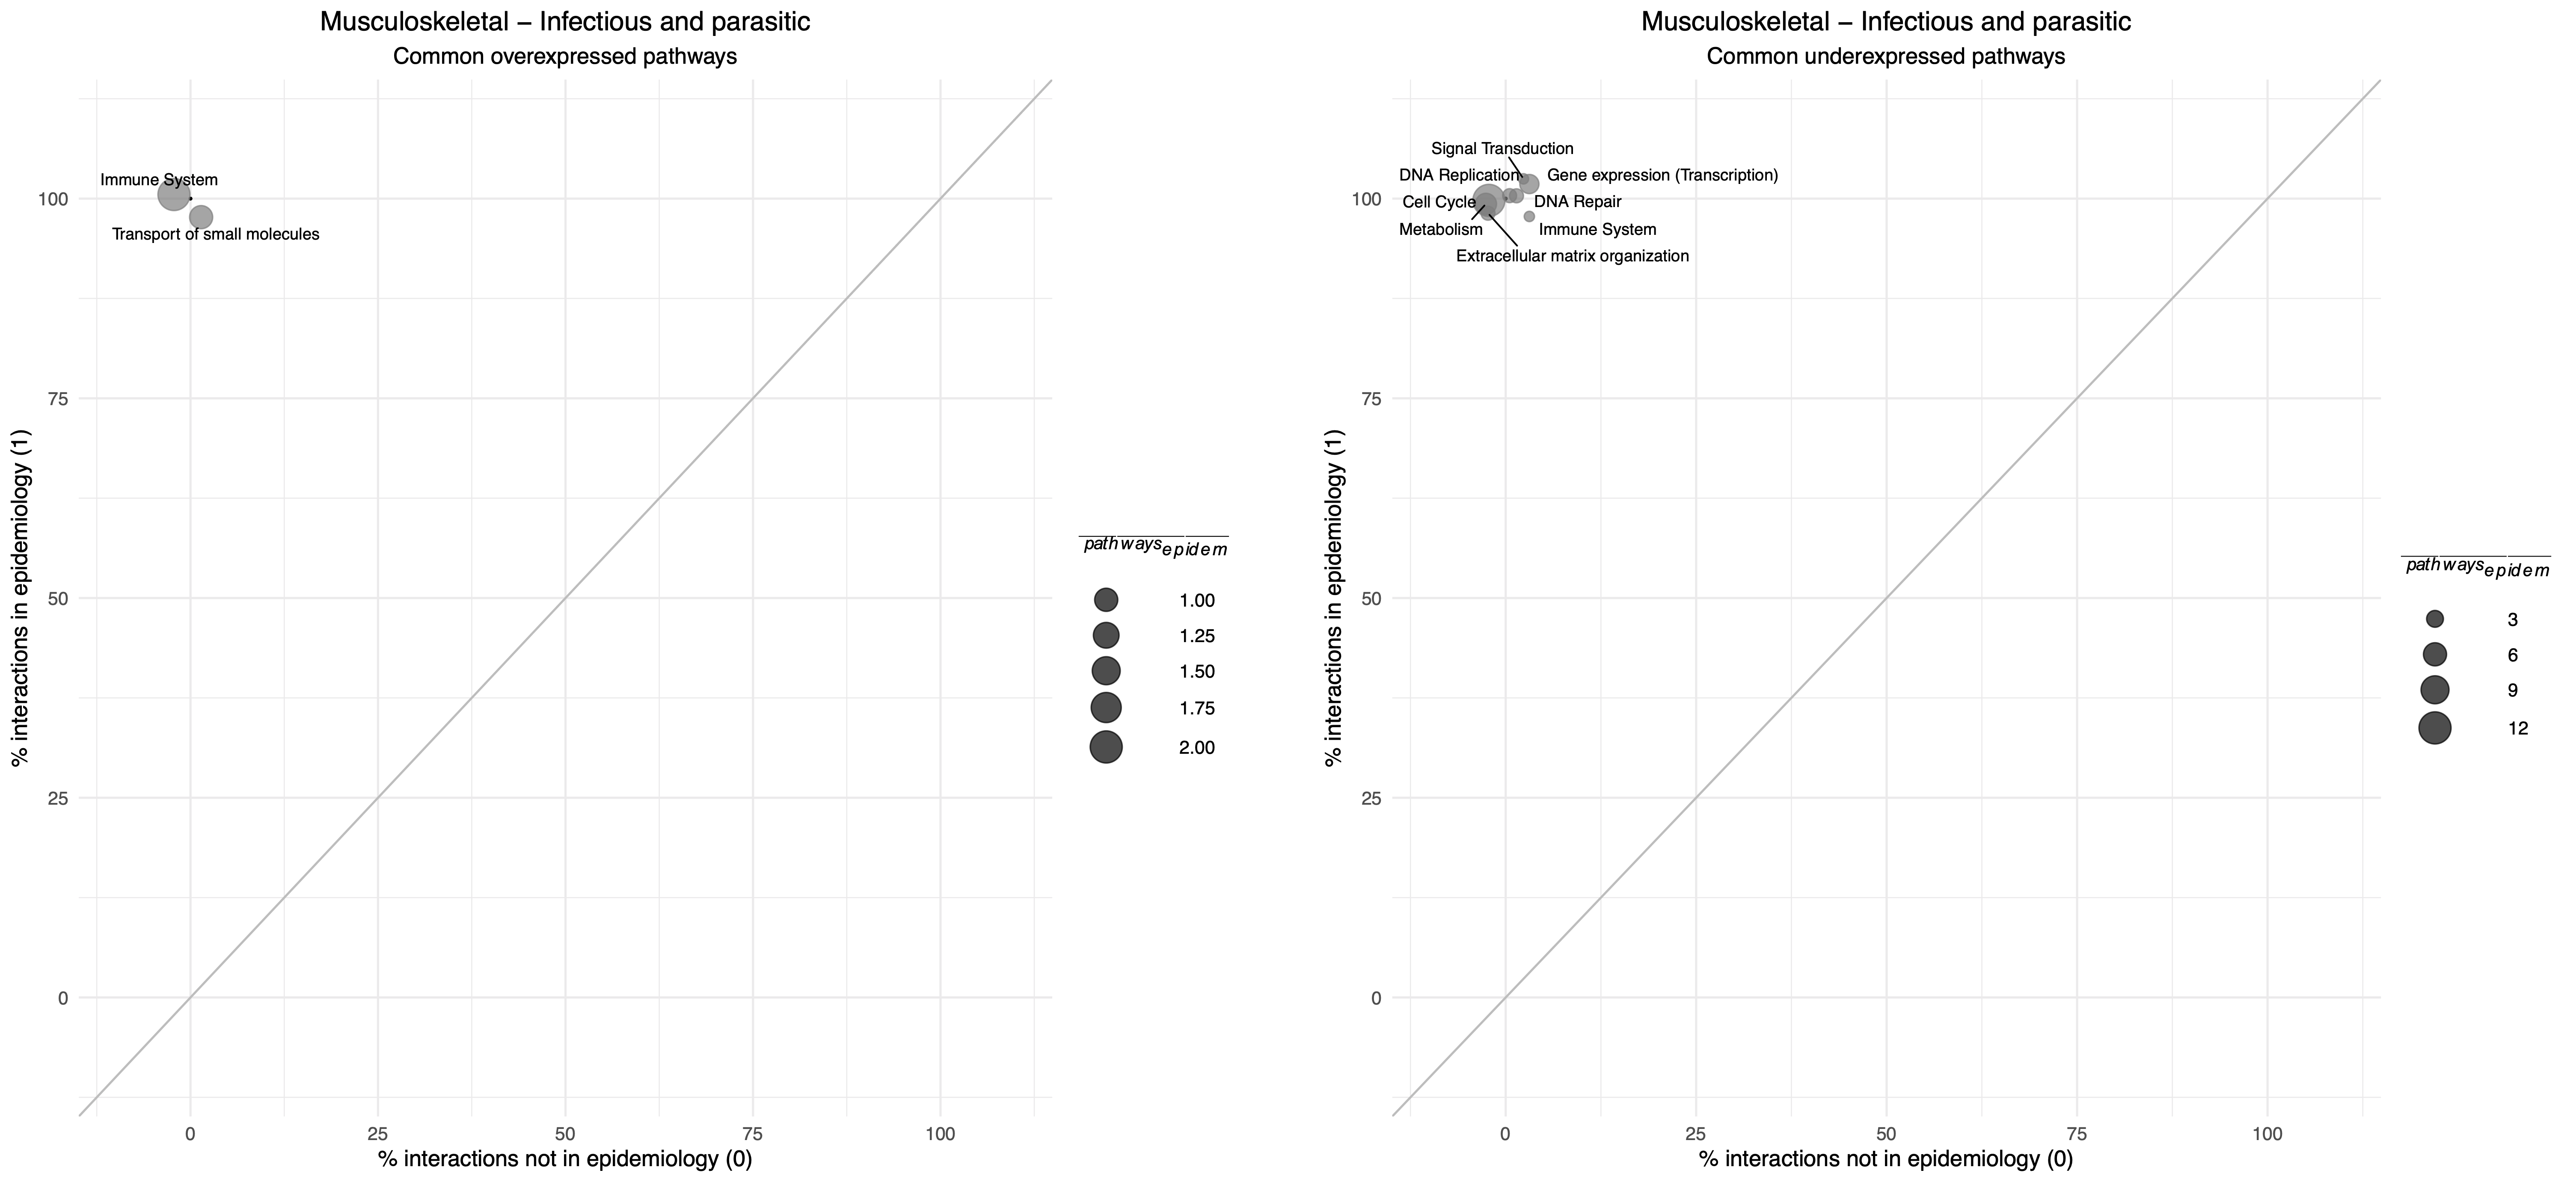 Musculoskeletal – Infectious and parasitic
Common overexpressed pathways
Immune System
Transport of small molecules
100
75
50
25
0
0
25
50
75
100
% interactions in epidemiology (1)
% interactions not in epidemiology (0)
pathways epidem
1.00
1.25
1.50
1.75
2.00
Musculoskeletal – Infectious and parasitic
Common underexpressed pathways
Signal Transduction
DNA Replication
Gene expression (Transcription)
Cell Cycle
DNA Repair
Metabolism
Immune System
Extracellular matrix organization
100
75
50
25
0
0
25
50
75
100
% interactions in epidemiology (1)
% interactions not in epidemiology (0)
pathways epidem
3
6
9
12